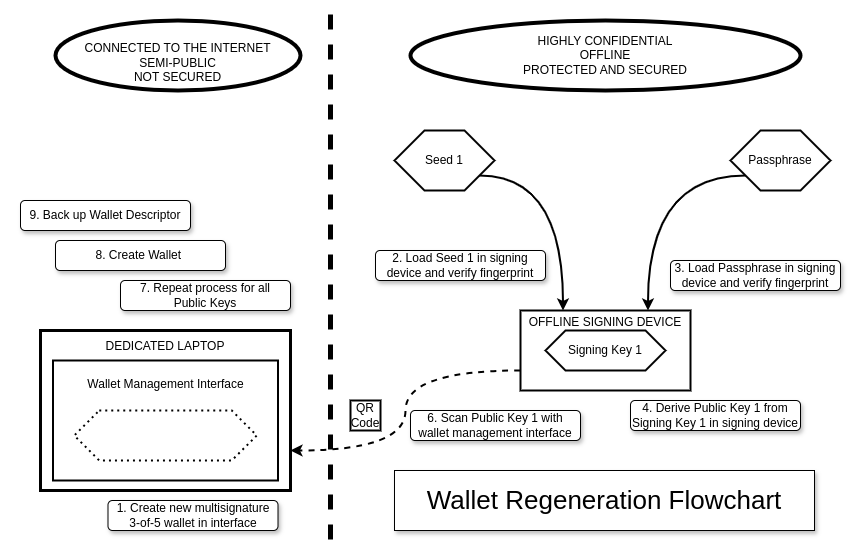 CONNECTED TO THE INTERNET
SEMI-PUBLIC
NOT SECURED
HIGHLY CONFIDENTIAL
OFFLINE
PROTECTED AND SECURED
Seed 1
Passphrase
9. Back up Wallet Descriptor
8. Create Wallet
7. Repeat process for all
Public Keys
2. Load Seed 1 in signing
device and verify fingerprint
3. Load Passphrase in signing
device and verify fingerprint
OFFLINE SIGNING DEVICE
Signing Key 1
DEDICATED LAPTOP
Wallet Management Interface
QR
Code
6. Scan Public Key 1 with
wallet management interface
4. Derive Public Key 1 from
Signing Key 1 in signing device
1. Create new multisignature
3-of-5 wallet in interface
Wallet Regeneration Flowchart